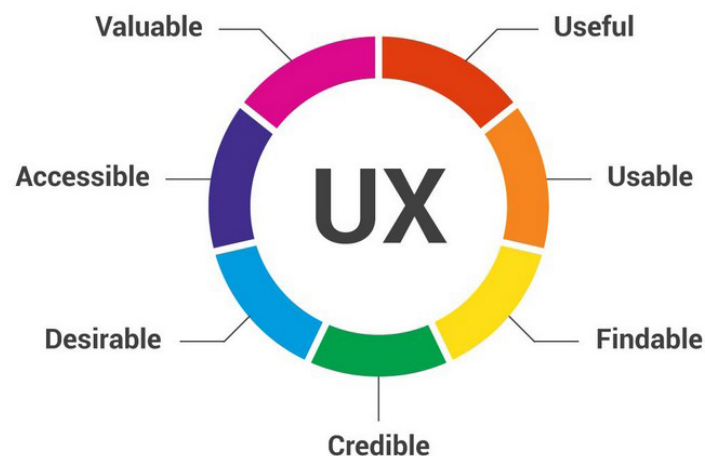 Valuable
Useful
Accessible
UX
Usable
Desirable
Findable
Credible